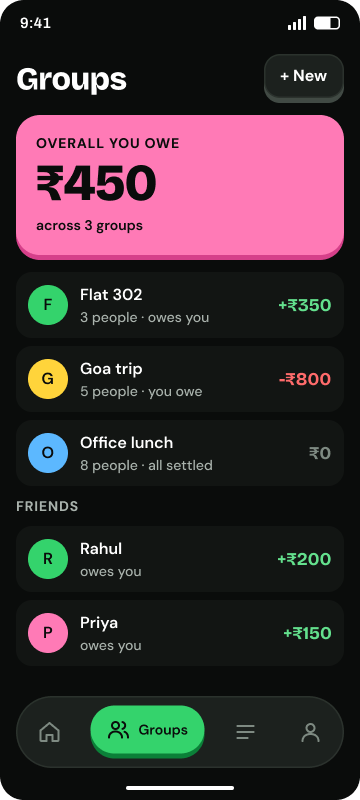 9:41
Groups
+ New
OVERALL YOU OWE
₹450
across 3 groups
F
Flat 302
3 people · owes you
+₹350
G
Goa trip
5 people · you owe
-₹800
O
Office lunch
8 people · all settled
₹0
FRIENDS
R
Rahul
owes you
+₹200
P
Priya
owes you
+₹150
Groups